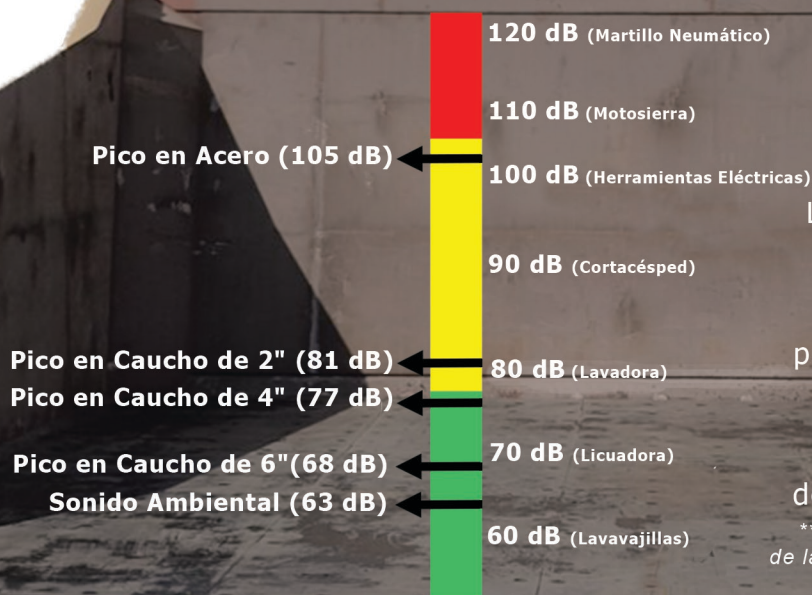 120 dB (Martillo Neumático)
110 dB (Motosierra)
Pico en Acero (105 dB)
100 dB (Herramientas Eléctricas)
90 dB (Cortacésped)
Pico en Caucho de 2" (81 dB)
80 dB (Lavadora)
Pico en Caucho de 4" (77 dB)
70 dB (Licuadora)
Pico en Caucho de 6"(68 dB)
Sonido Ambiental (63 dB)
60 dB (Lavavajillas)